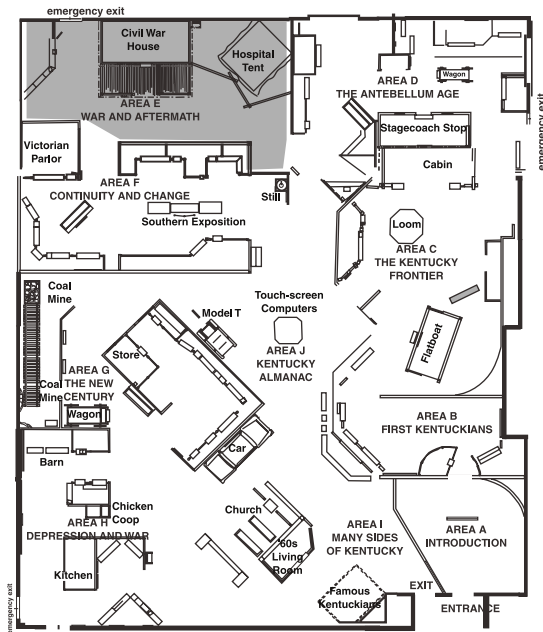 emergency exit
Civil War
House
Hospital
Tent
AREA E
WAR AND AFTERMATH
Wagon
AREA D
THE ANTEBELLUM AGE
emergency exit
Stagecoach Stop
Cabin
Victorian
Parlor
AREA F
CONTINUITY AND CHANGE
Still
Southern Exposition
Loom
AREA C
THE KENTUCKY
FRONTIER
Coal
Mine
Touch-screen
Computers
Model T
Flatboat
Store
AREA J
KENTUCKY
ALMANAC
AREA G
THE NEW
CENTURY
Coal
Mine
Wagon
AREA B
FIRST KENTUCKIANS
Car
Barn
Chicken
Coop
AREA H
DEPRESSION AND WAR
Church
'60s
Living
Room
AREA I
MANY SIDES
OF KENTUCKY
AREA A
INTRODUCTION
Kitchen
Famous
Kentuckians
EXIT
ENTRANCE
emergency exit